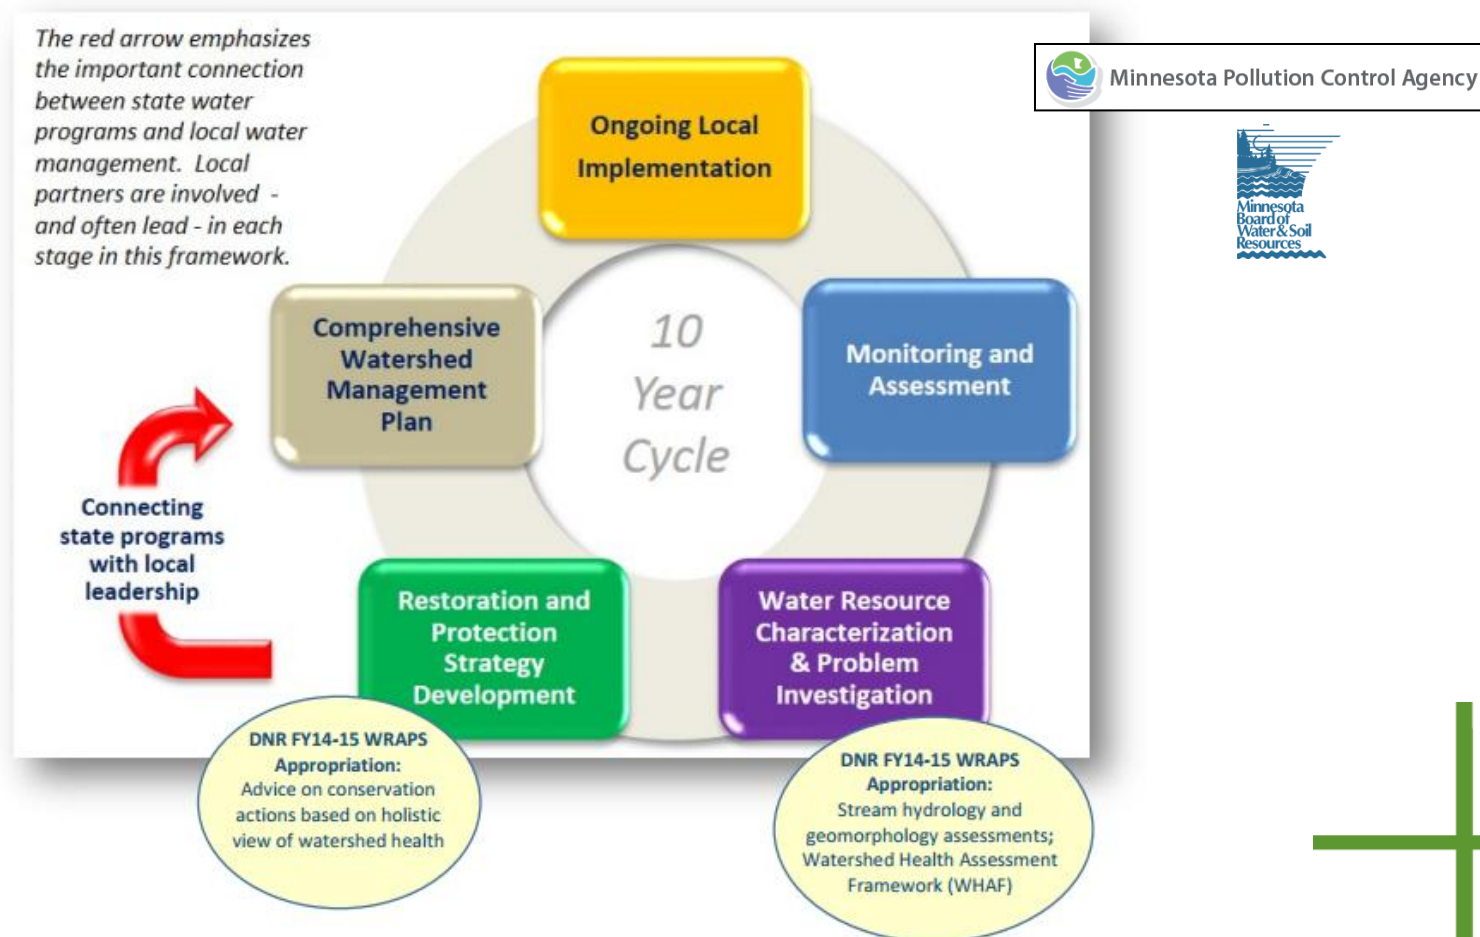 The red arrow emphasizes
the important connection
between state water
programs and local water
management. Local
partners are involved -
and often lead - in each
stage in this framework.
Ongoing Local
Implementation
Minnesota Pollution Control Agency
Minnesota
Board of
Water & Soil
Resources
Comprehensive
Watershed
Management
Plan
10
Year
Cycle
Monitoring and
Assessment
Connecting
state programs
with local
leadership
Restoration and
Protection
Strategy
Development
Water Resource
Characterization
& Problem
Investigation
DNR FY14-15 WRAPS
Appropriation:
Advice on conservation
actions based on holistic
view of watershed health
DNR FY14-15 WRAPS
Appropriation:
Stream hydrology and
geomorphology assessments;
Watershed Health Assessment
Framework (WHAF)